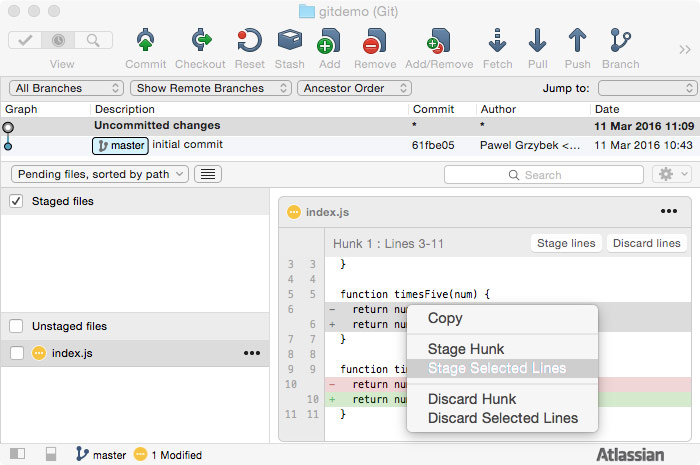 gitdemo (Git)
View Commit Checkout Reset Stash Add Remove Add/Remove Fetch Pull Push Branch
All Branches Show Remote Branches Ancestor Order Jump to:
Graph Description Commit Author Date
Uncommitted changes * * 11 Mar 2016 11:09
master initial commit 61fbe05 Pawel Grzybek <... 11 Mar 2016 10:43
Pending files, sorted by path Search
Staged files
Unstaged files
index.js
index.js
Hunk 1 : Lines 3-11 Stage lines Discard lines
3 3 }
4 4
5 5 function timesFive(num) {
6 - return
6 + return
7 7 }
8 8
9 9 function
10 - return
10 + return
11 11 }
Copy
Stage Hunk
Stage Selected Lines
Discard Hunk
Discard Selected Lines
master 1 Modified Atlassian